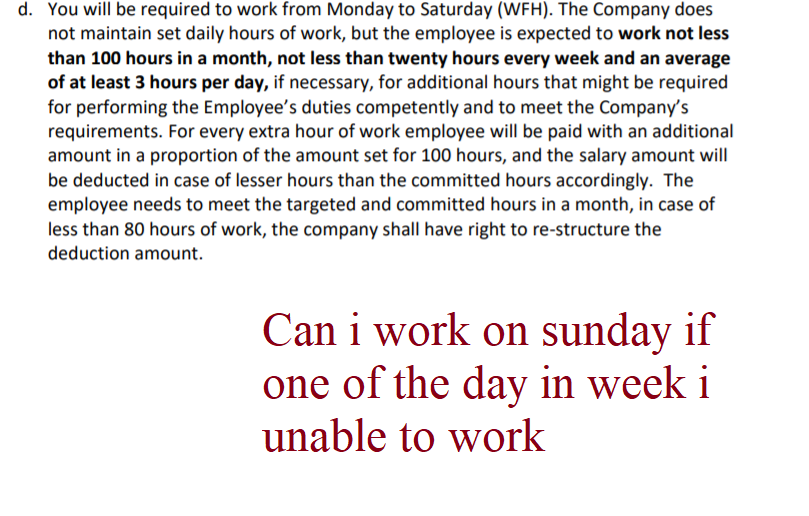 d. You will be required to work from Monday to Saturday (WFH). The Company does
not maintain set daily hours of work, but the employee is expected to work not less
than 100 hours in a month, not less than twenty hours every week and an average
of at least 3 hours per day, if necessary, for additional hours that might be required
for performing the Employee’s duties competently and to meet the Company’s
requirements. For every extra hour of work employee will be paid with an additional
amount in a proportion of the amount set for 100 hours, and the salary amount will
be deducted in case of lesser hours than the committed hours accordingly. The
employee needs to meet the targeted and committed hours in a month, in case of
less than 80 hours of work, the company shall have right to re-structure the
deduction amount.
Can i work on sunday if
one of the day in week i
unable to work